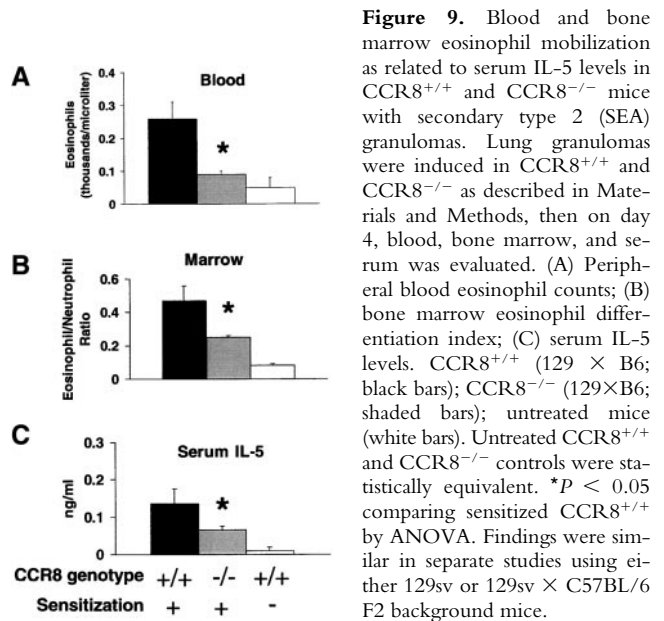 A
Blood
Eosinophils
(thousands/microliter)
0.4
0.3
0.2
0.1
0
*
B
Marrow
Eosinophil/Neutrophil
Ratio
0.6
0.4
0.2
0
*
C
Serum IL-5
ng/ml
0.3
0.2
0.1
0
*
CCR8 genotype +/+ -/- +/+
Sensitization + + -
Figure 9. Blood and bone
marrow eosinophil mobilization
as related to serum IL-5 levels in
CCR8+/+ and CCR8−/− mice
with secondary type 2 (SEA)
granulomas. Lung granulomas
were induced in CCR8+/+ and
CCR8−/− as described in Mate-
rials and Methods, then on day
4, blood, bone marrow, and se-
rum was evaluated. (A) Periph-
eral blood eosinophil counts; (B)
bone marrow eosinophil differ-
entiation index; (C) serum IL-5
levels. CCR8+/+ (129 × B6;
black bars); CCR8−/− (129×B6;
shaded bars); untreated mice
(white bars). Untreated CCR8+/+
and CCR8−/− controls were sta-
tistically equivalent. *P < 0.05
comparing sensitized CCR8+/+
by ANOVA. Findings were sim-
ilar in separate studies using ei-
ther 129sv or 129sv × C57BL/6
F2 background mice.